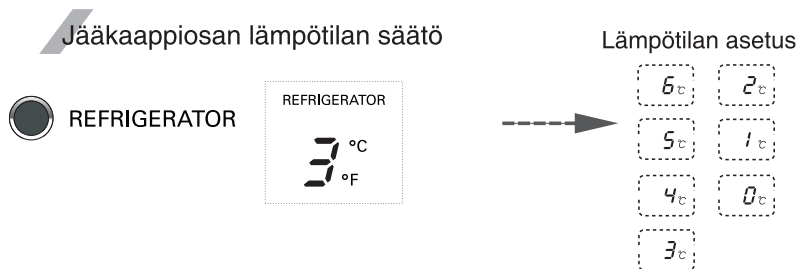 Jääkaappiosan lämpötilan säätö
Lämpötilan asetus
REFRIGERATOR
REFRIGERATOR
3 °C
°F
6 °C 2 °C
5 °C 1 °C
4 °C 0 °C
3 °C